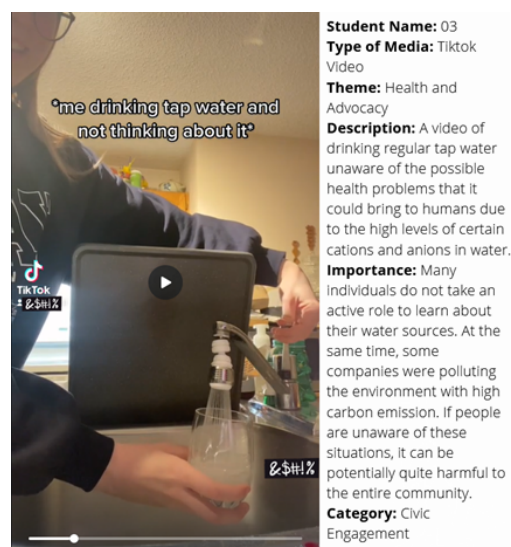 *me drinking tap water and
not thinking about it*
TikTok
&$#!%
&$#!%
Student Name: 03
Type of Media: Tiktok
Video
Theme: Health and
Advocacy
Description: A video of
drinking regular tap water
unaware of the possible
health problems that it
could bring to humans due
to the high levels of certain
cations and anions in water.
Importance: Many
individuals do not take an
active role to learn about
their water sources. At the
same time, some
companies were polluting
the environment with high
carbon emission. If people
are unaware of these
situations, it can be
potentially quite harmful to
the entire community.
Category: Civic
Engagement